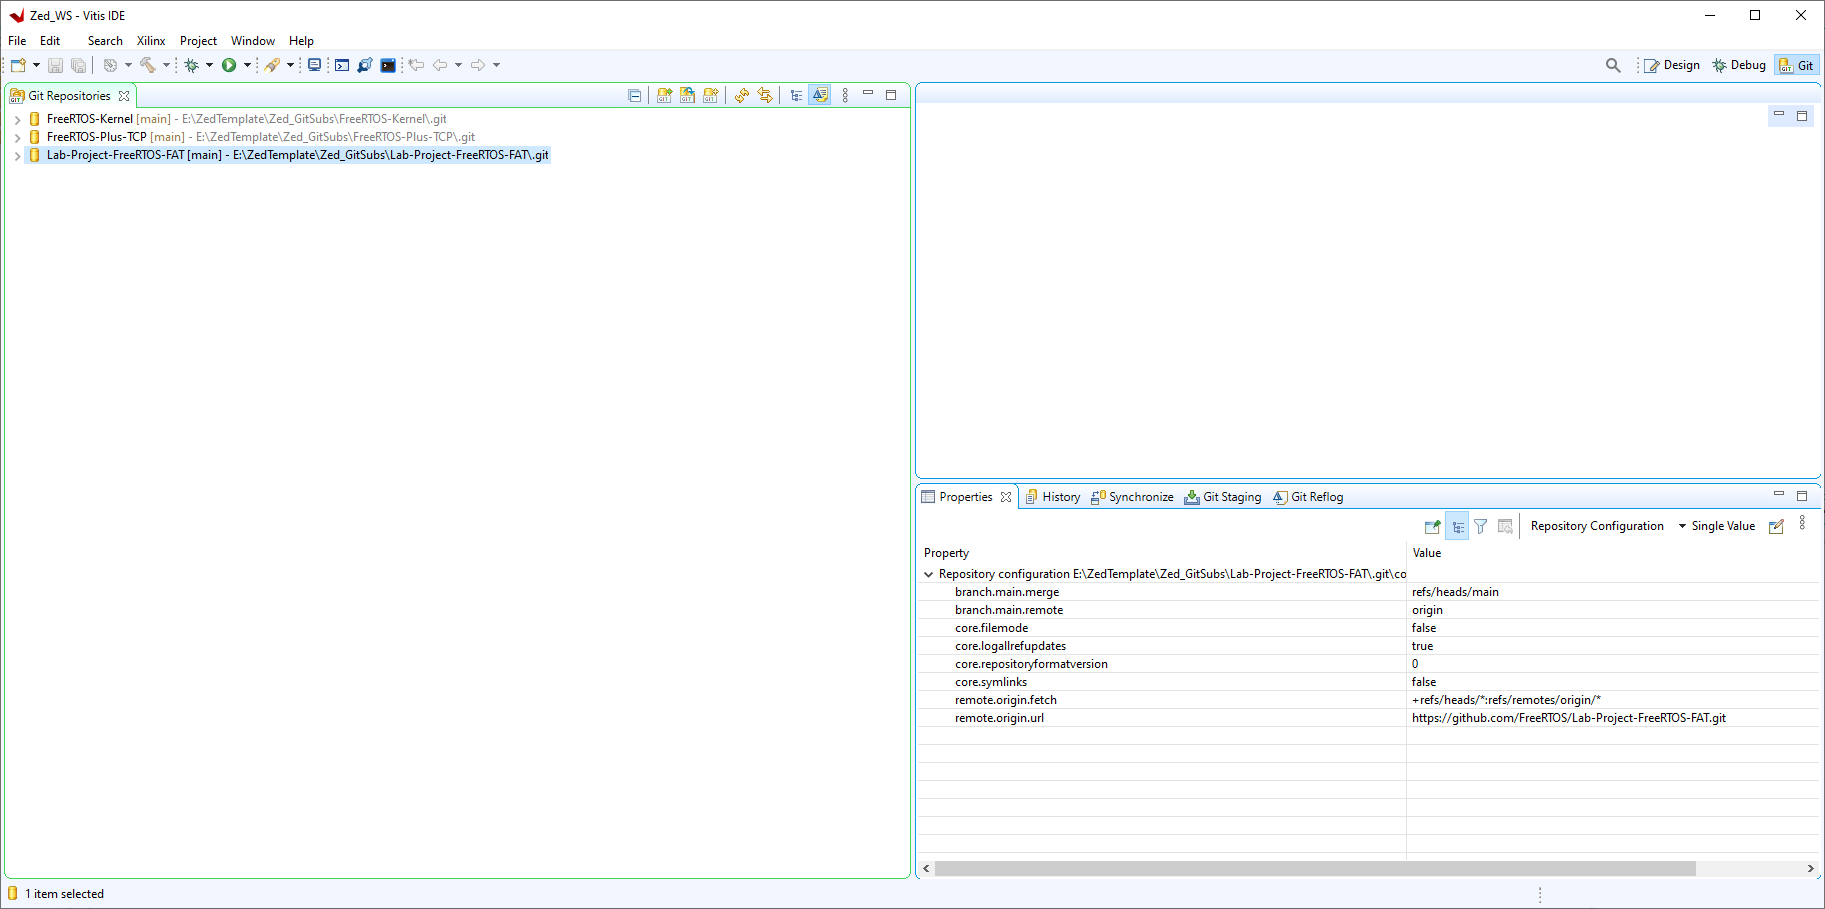 Zed_WS - Vitis IDE
File Edit Search Xilinx Project Window Help
Design Debug Git
Git Repositories
FreeRTOS-Kernel [main] - E:\ZedTemplate\Zed_GitSubs\FreeRTOS-Kernel\.git
FreeRTOS-Plus-TCP [main] - E:\ZedTemplate\Zed_GitSubs\FreeRTOS-Plus-TCP\.git
Lab-Project-FreeRTOS-FAT [main] - E:\ZedTemplate\Zed_GitSubs\Lab-Project-FreeRTOS-FAT\.git
Properties History Synchronize Git Staging Git Reflog
Repository Configuration Single Value
Property Value
Repository configuration E:\ZedTemplate\Zed_GitSubs\Lab-Project-FreeRTOS-FAT\.git\co
branch.main.merge refs/heads/main
branch.main.remote origin
core.filemode false
core.logallrefupdates true
core.repositoryformatversion 0
core.symlinks false
remote.origin.fetch +refs/heads/*:refs/remotes/origin/*
remote.origin.url https://github.com/FreeRTOS/Lab-Project-FreeRTOS-FAT.git
1 item selected